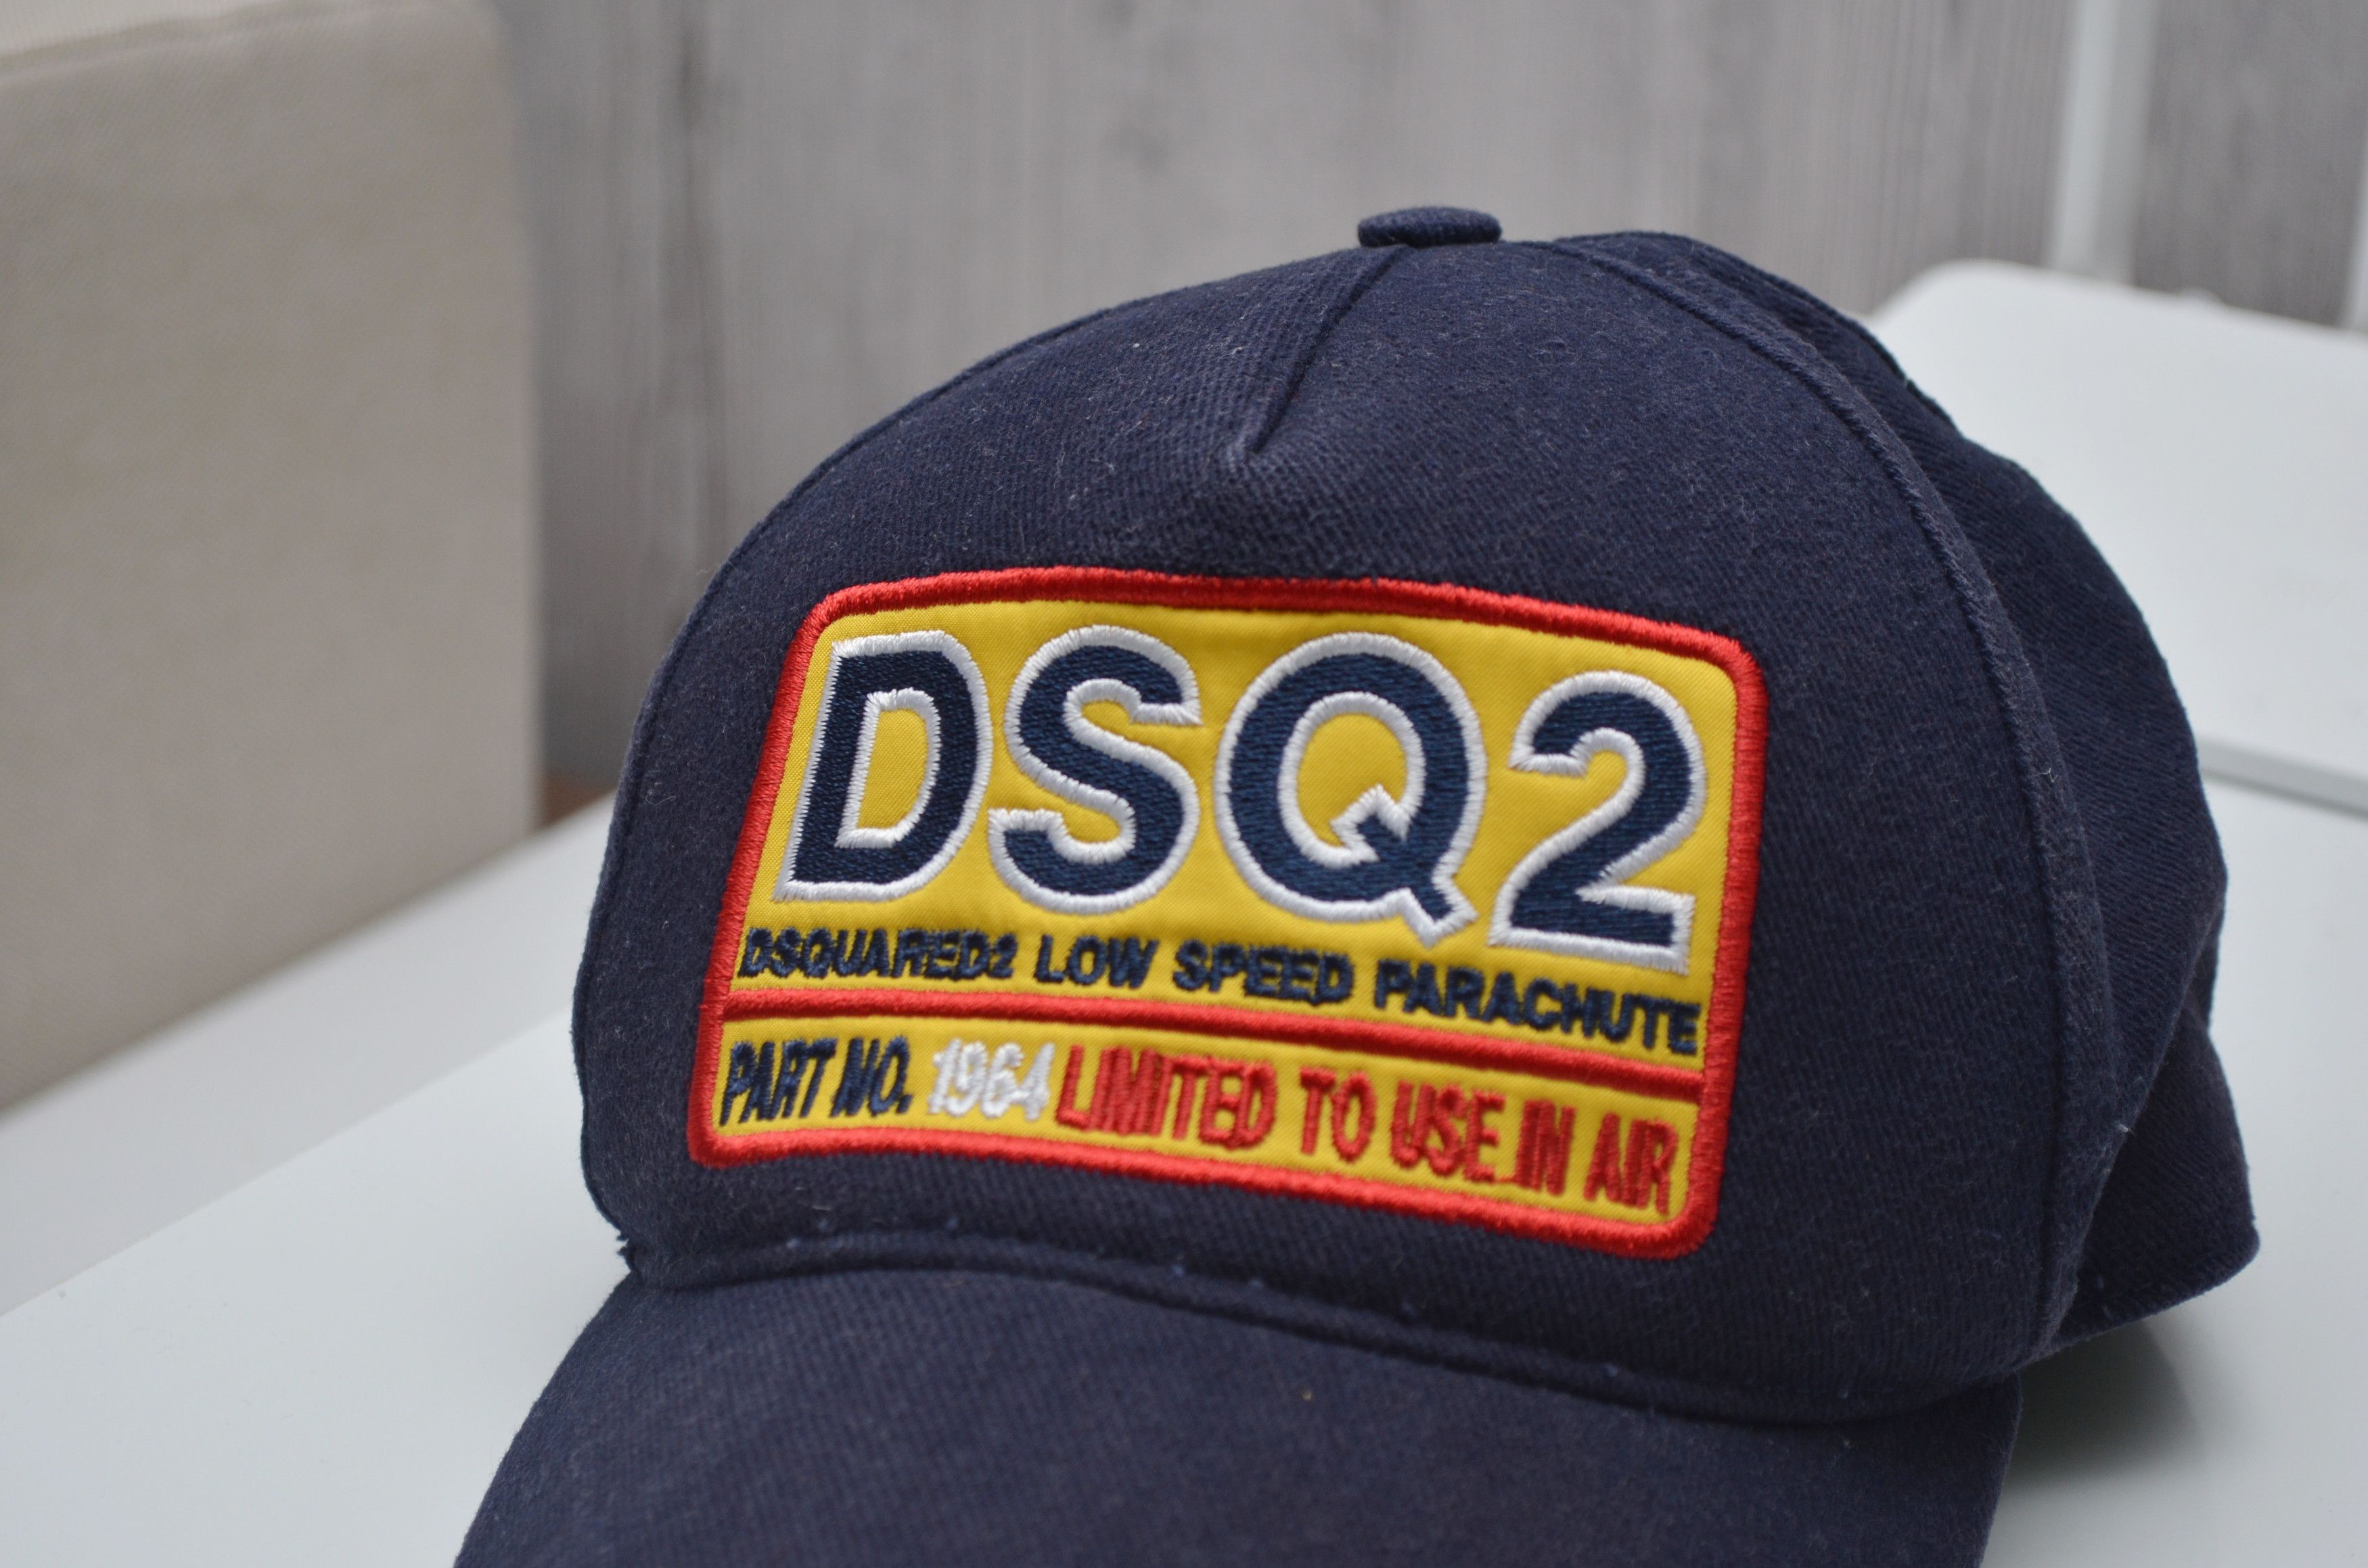 DSQ2
DSQUARED2 LOW SPEED PARACHUTE
PART NO. 1964 LIMITED TO USE IN AIR